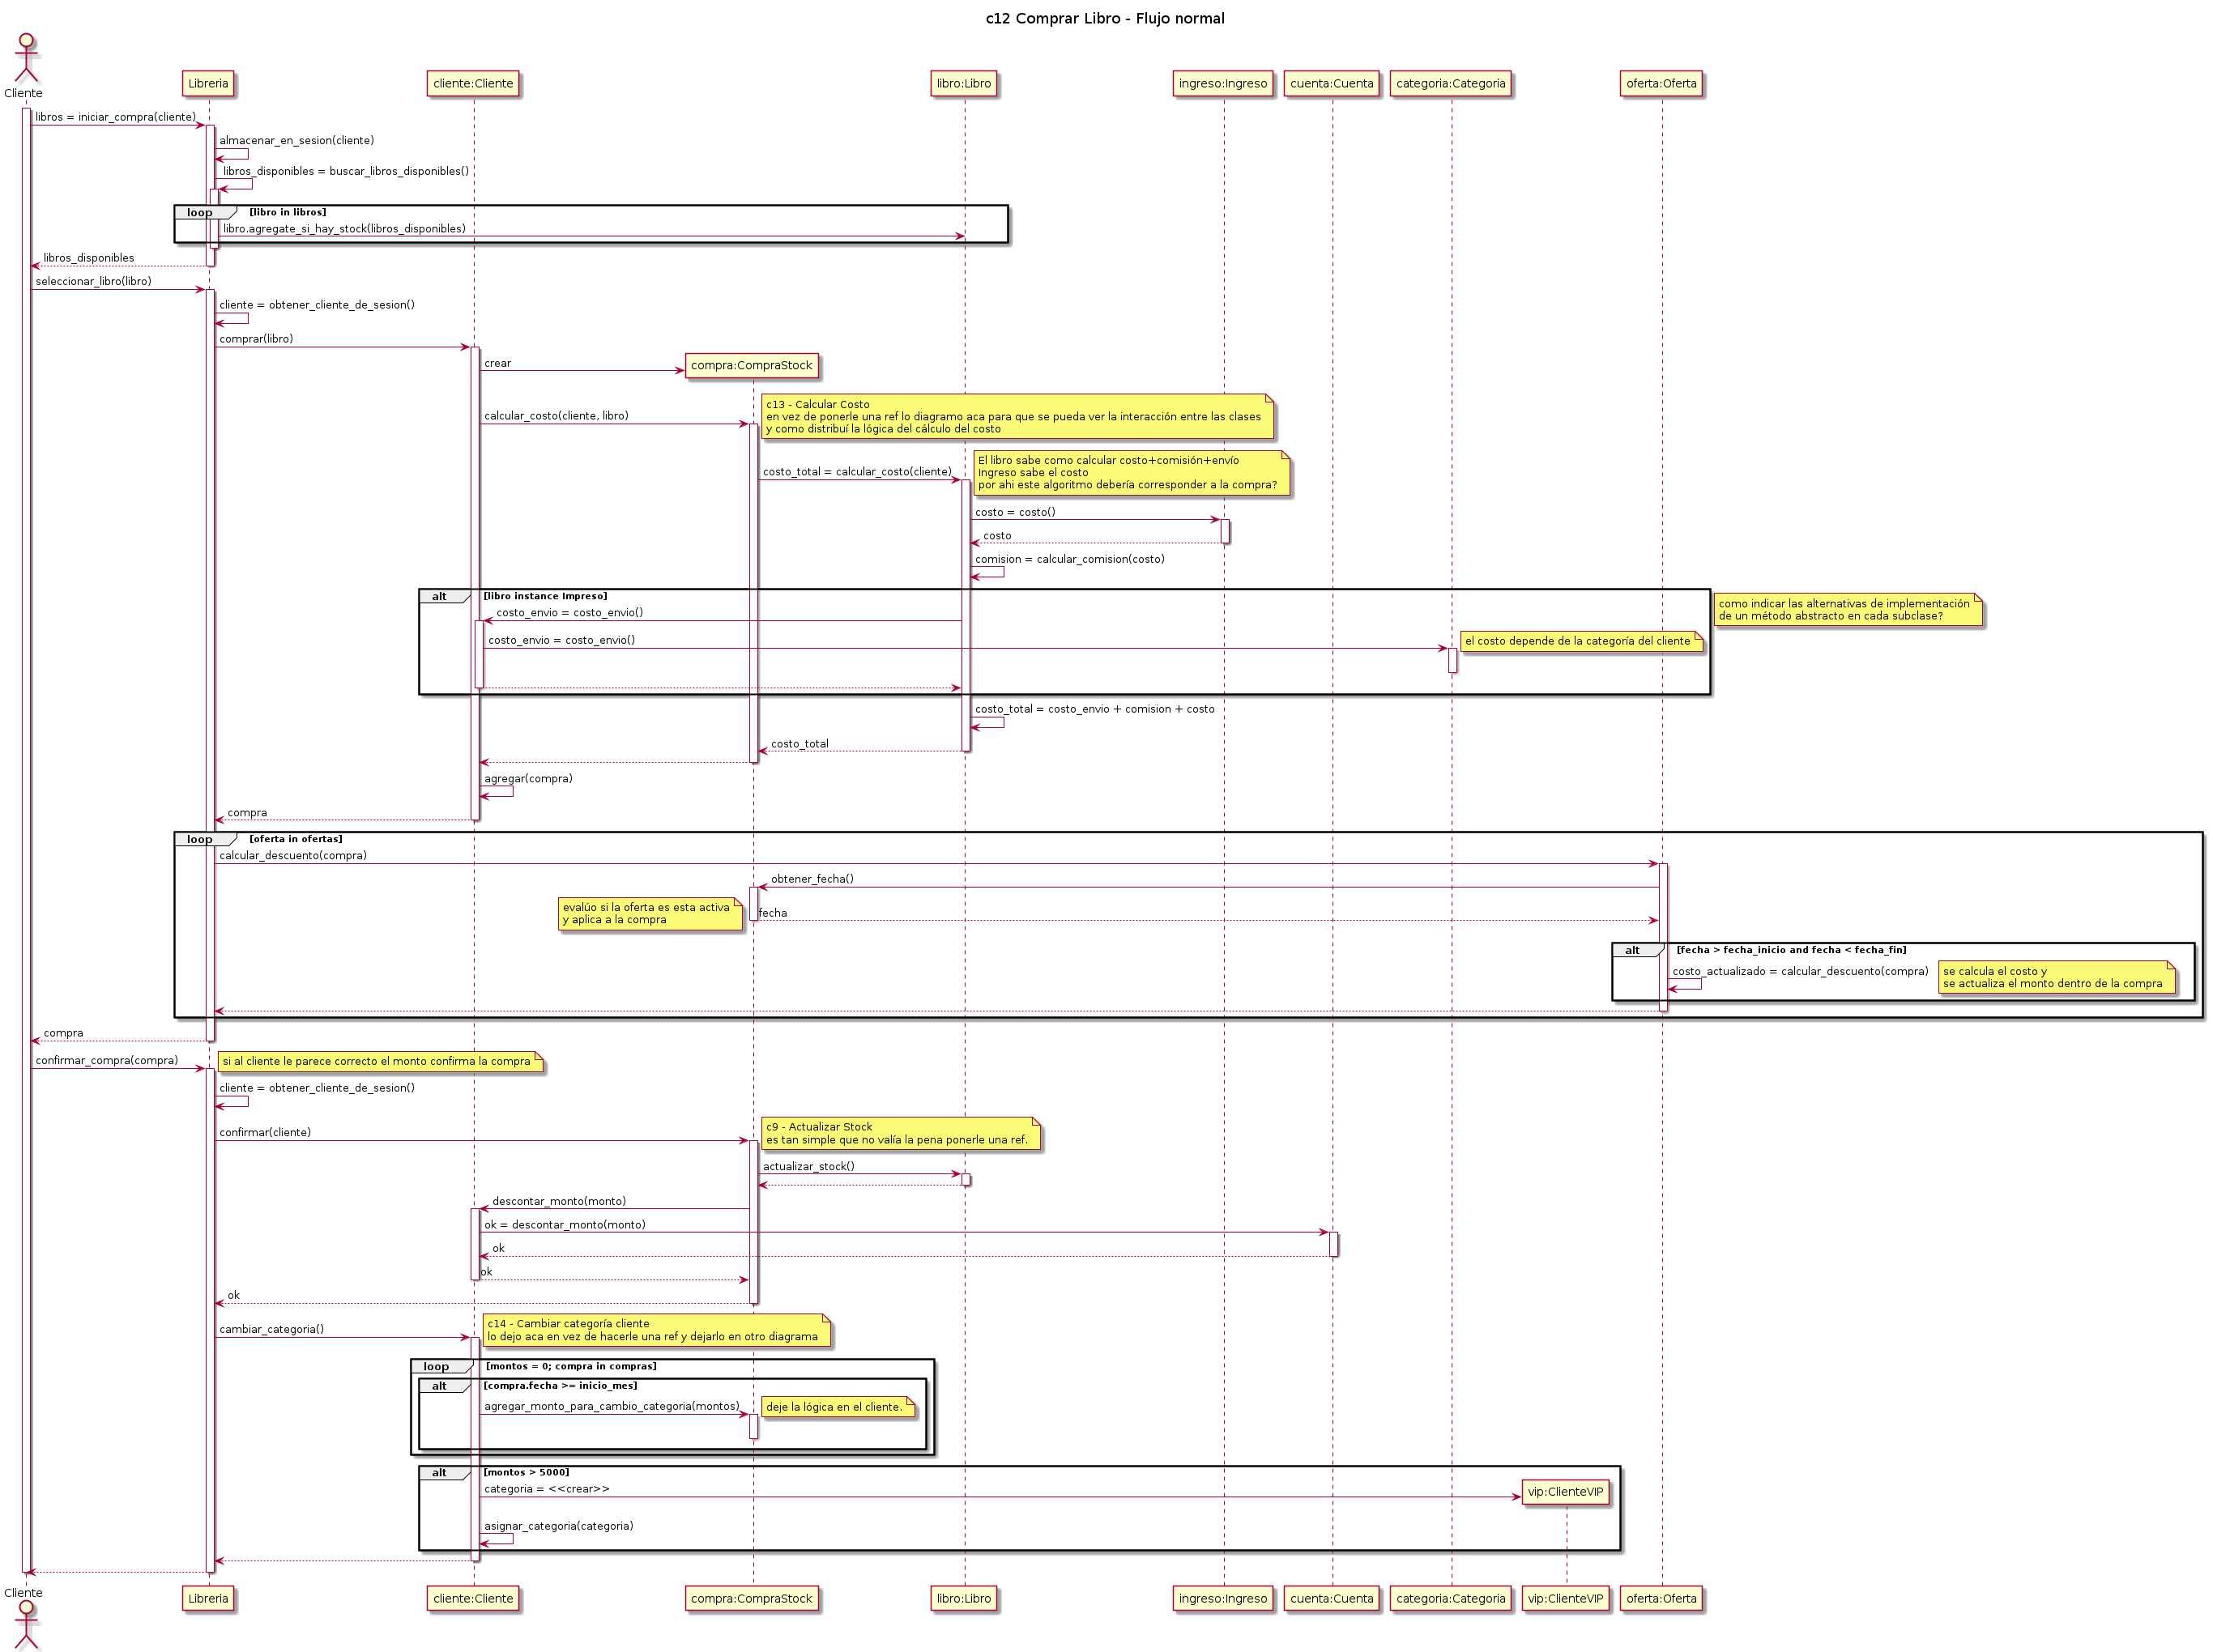 c12 Comprar Libro - Flujo normal
Cliente
Libreria
cliente:Cliente
libro:Libro
ingreso:Ingreso
cuenta:Cuenta
categoria:Categoria
oferta:Oferta
libros = iniciar_compra(cliente)
almacenar_en_sesion(cliente)
libros_disponibles = buscar_libros_disponibles()
loop [libro in libros]
libro.agregate_si_hay_stock(libros_disponibles)
libros_disponibles
seleccionar_libro(libro)
cliente = obtener_cliente_de_sesion()
comprar(libro)
crear
compra:CompraStock
c13 - Calcular Costo
en vez de ponerle una ref lo diagramo aca para que se pueda ver la interacción entre las clases
y como distribuí la lógica del cálculo del costo
calcular_costo(cliente, libro)
El libro sabe como calcular costo+comisión+envío
Ingreso sabe el costo
por ahi este algoritmo debería corresponder a la compra?
costo_total = calcular_costo(cliente)
costo = costo()
costo
comision = calcular_comision(costo)
alt [libro instance Impreso]
como indicar las alternativas de implementación
de un método abstracto en cada subclase?
costo_envio = costo_envio()
costo_envio = costo_envio()
el costo depende de la categoría del cliente
costo_total = costo_envio + comision + costo
costo_total
agregar(compra)
compra
loop [oferta in ofertas]
calcular_descuento(compra)
obtener_fecha()
evalúo si la oferta es esta activa
y aplica a la compra
fecha
alt [fecha > fecha_inicio and fecha < fecha_fin]
costo_actualizado = calcular_descuento(compra)
se calcula el costo y
se actualiza el monto dentro de la compra
compra
confirmar_compra(compra)
si al cliente le parece correcto el monto confirma la compra
cliente = obtener_cliente_de_sesion()
c9 - Actualizar Stock
es tan simple que no valía la pena ponerle una ref.
confirmar(cliente)
actualizar_stock()
descontar_monto(monto)
ok = descontar_monto(monto)
ok
ok
ok
c14 - Cambiar categoría cliente
lo dejo aca en vez de hacerle una ref y dejarlo en otro diagrama
cambiar_categoria()
loop [montos = 0; compra in compras]
alt [compra.fecha >= inicio_mes]
agregar_monto_para_cambio_categoria(montos)
deje la lógica en el cliente.
alt [montos > 5000]
categoria = <<crear>>
vip:ClienteVIP
asignar_categoria(categoria)
Cliente
Libreria
cliente:Cliente
compra:CompraStock
libro:Libro
ingreso:Ingreso
cuenta:Cuenta
categoria:Categoria
vip:ClienteVIP
oferta:Oferta